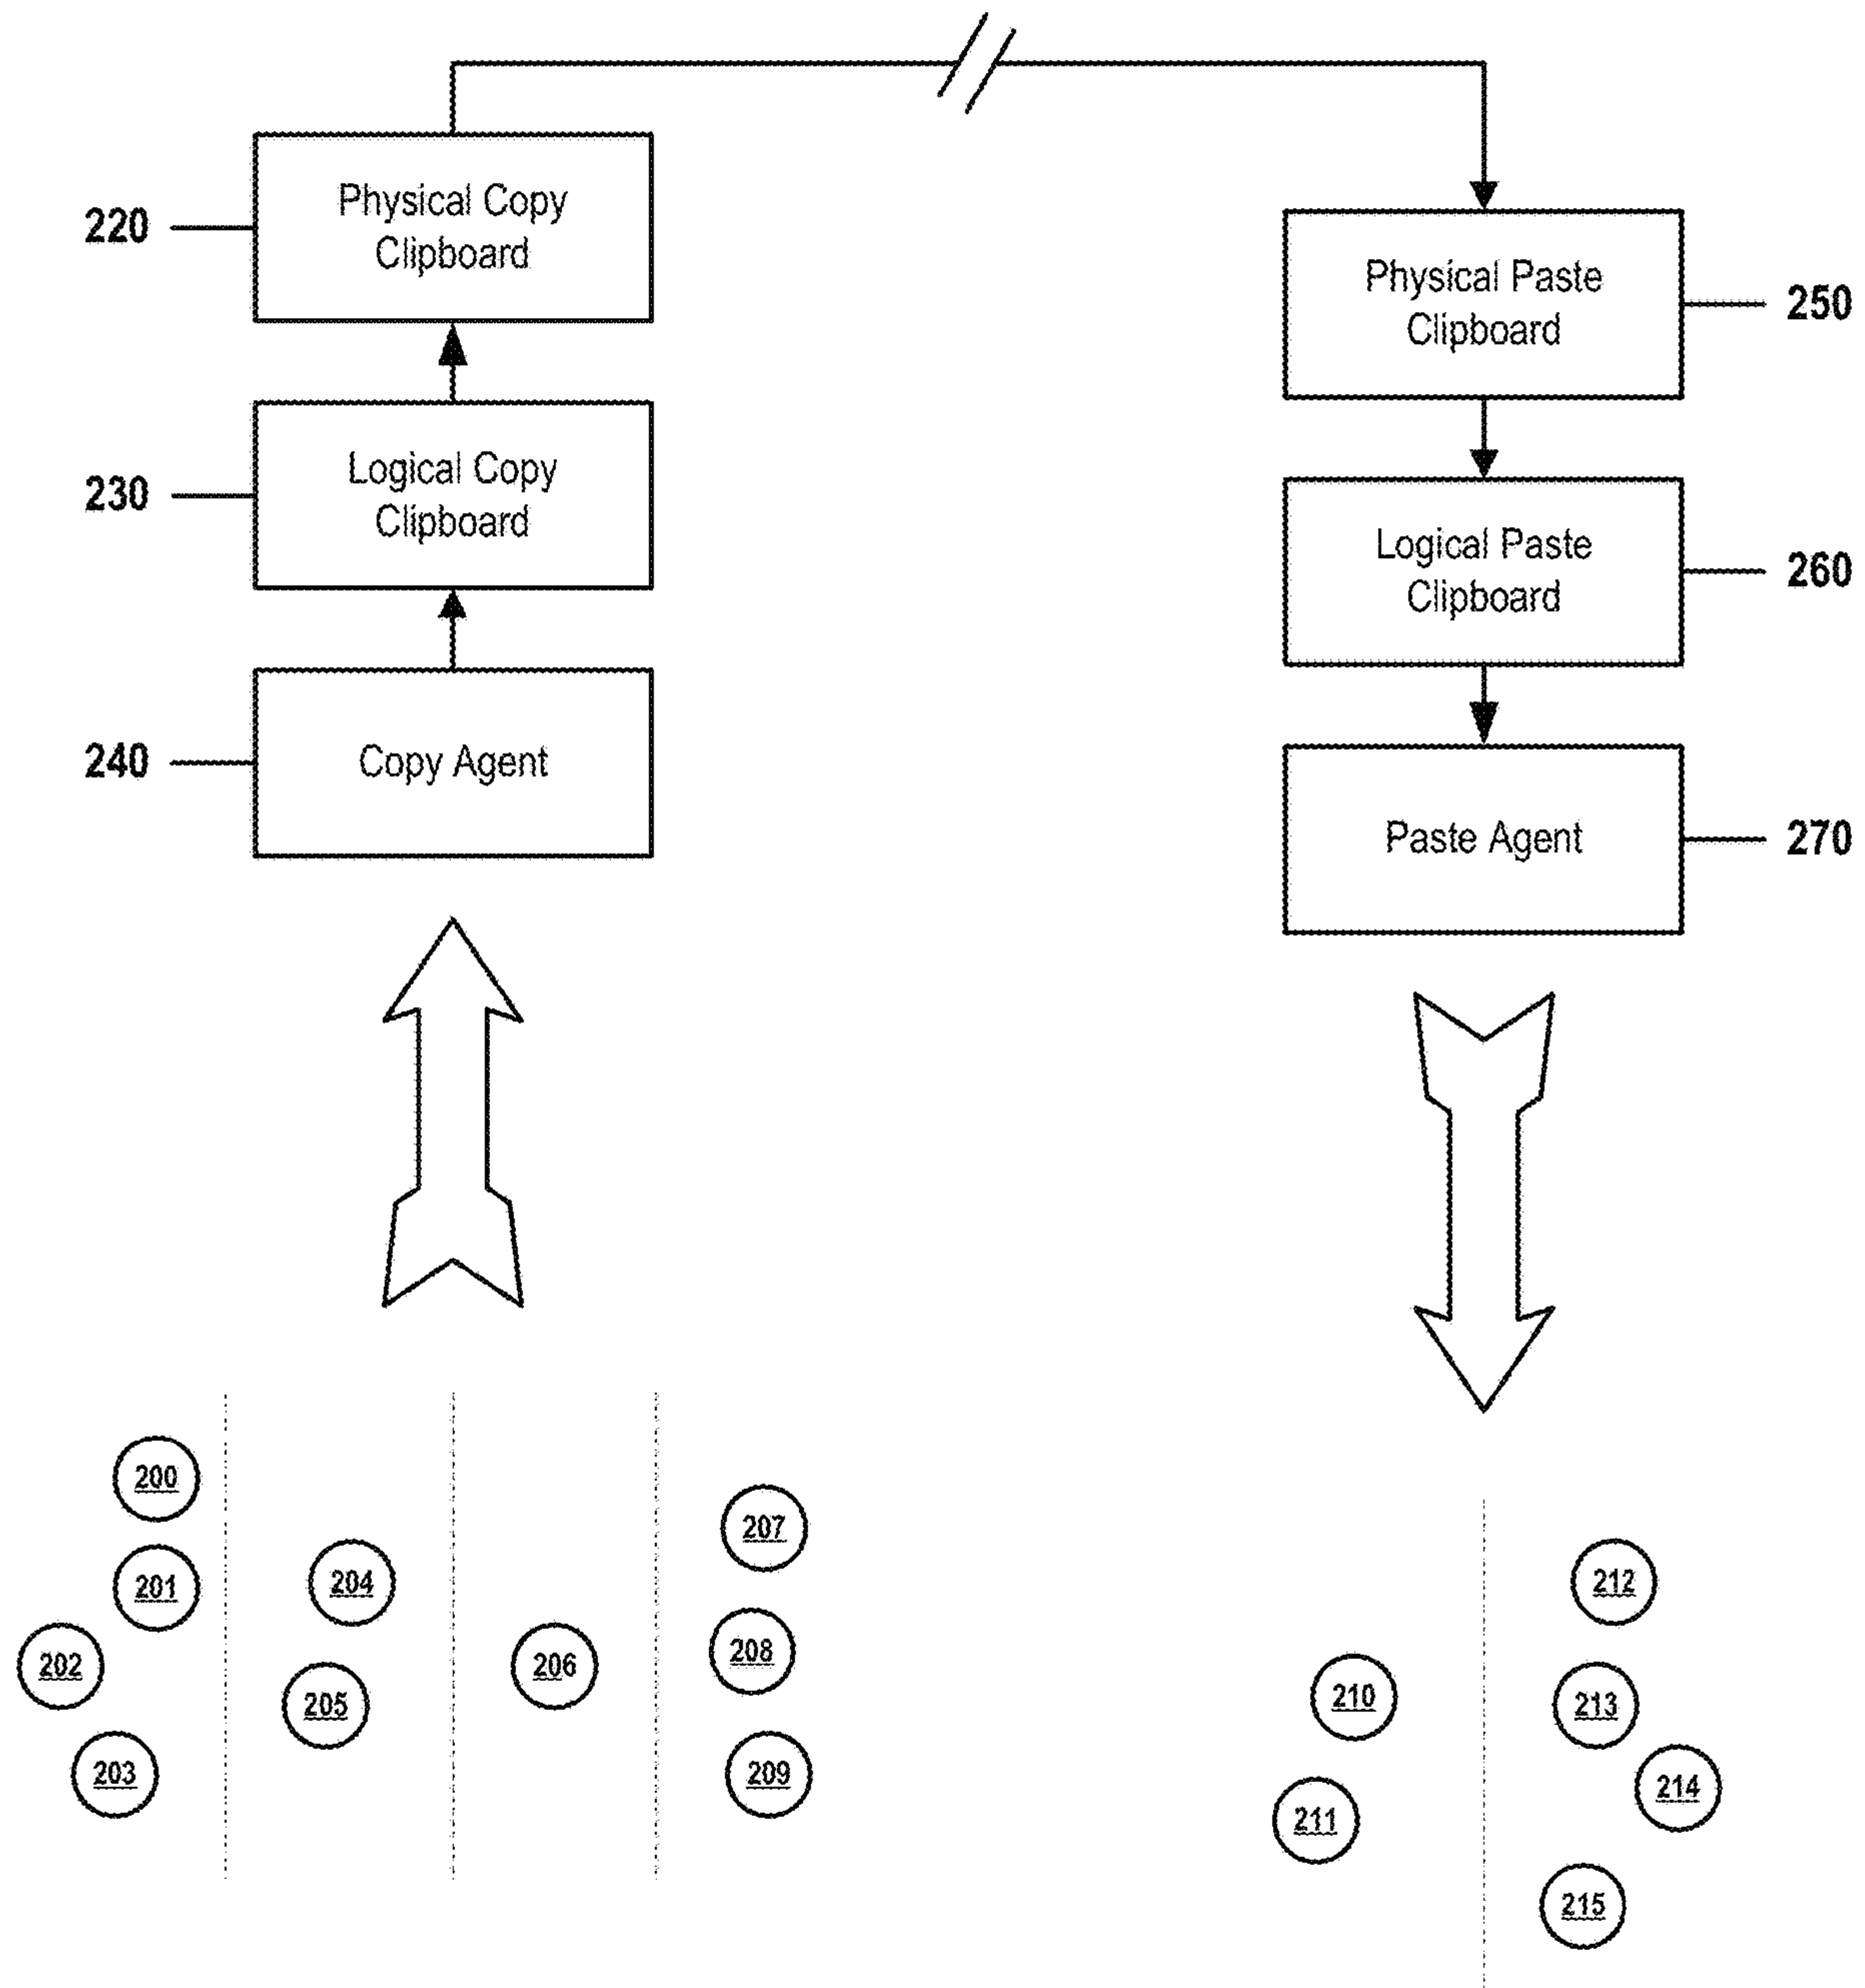 220
Physical Copy
Clipboard
230
Logical Copy
Clipboard
240
Copy Agent
Physical Paste
Clipboard
250
Logical Paste
Clipboard
260
Paste Agent
270
200
201
202
203
204
205
206
207
208
209
210
211
212
213
214
215